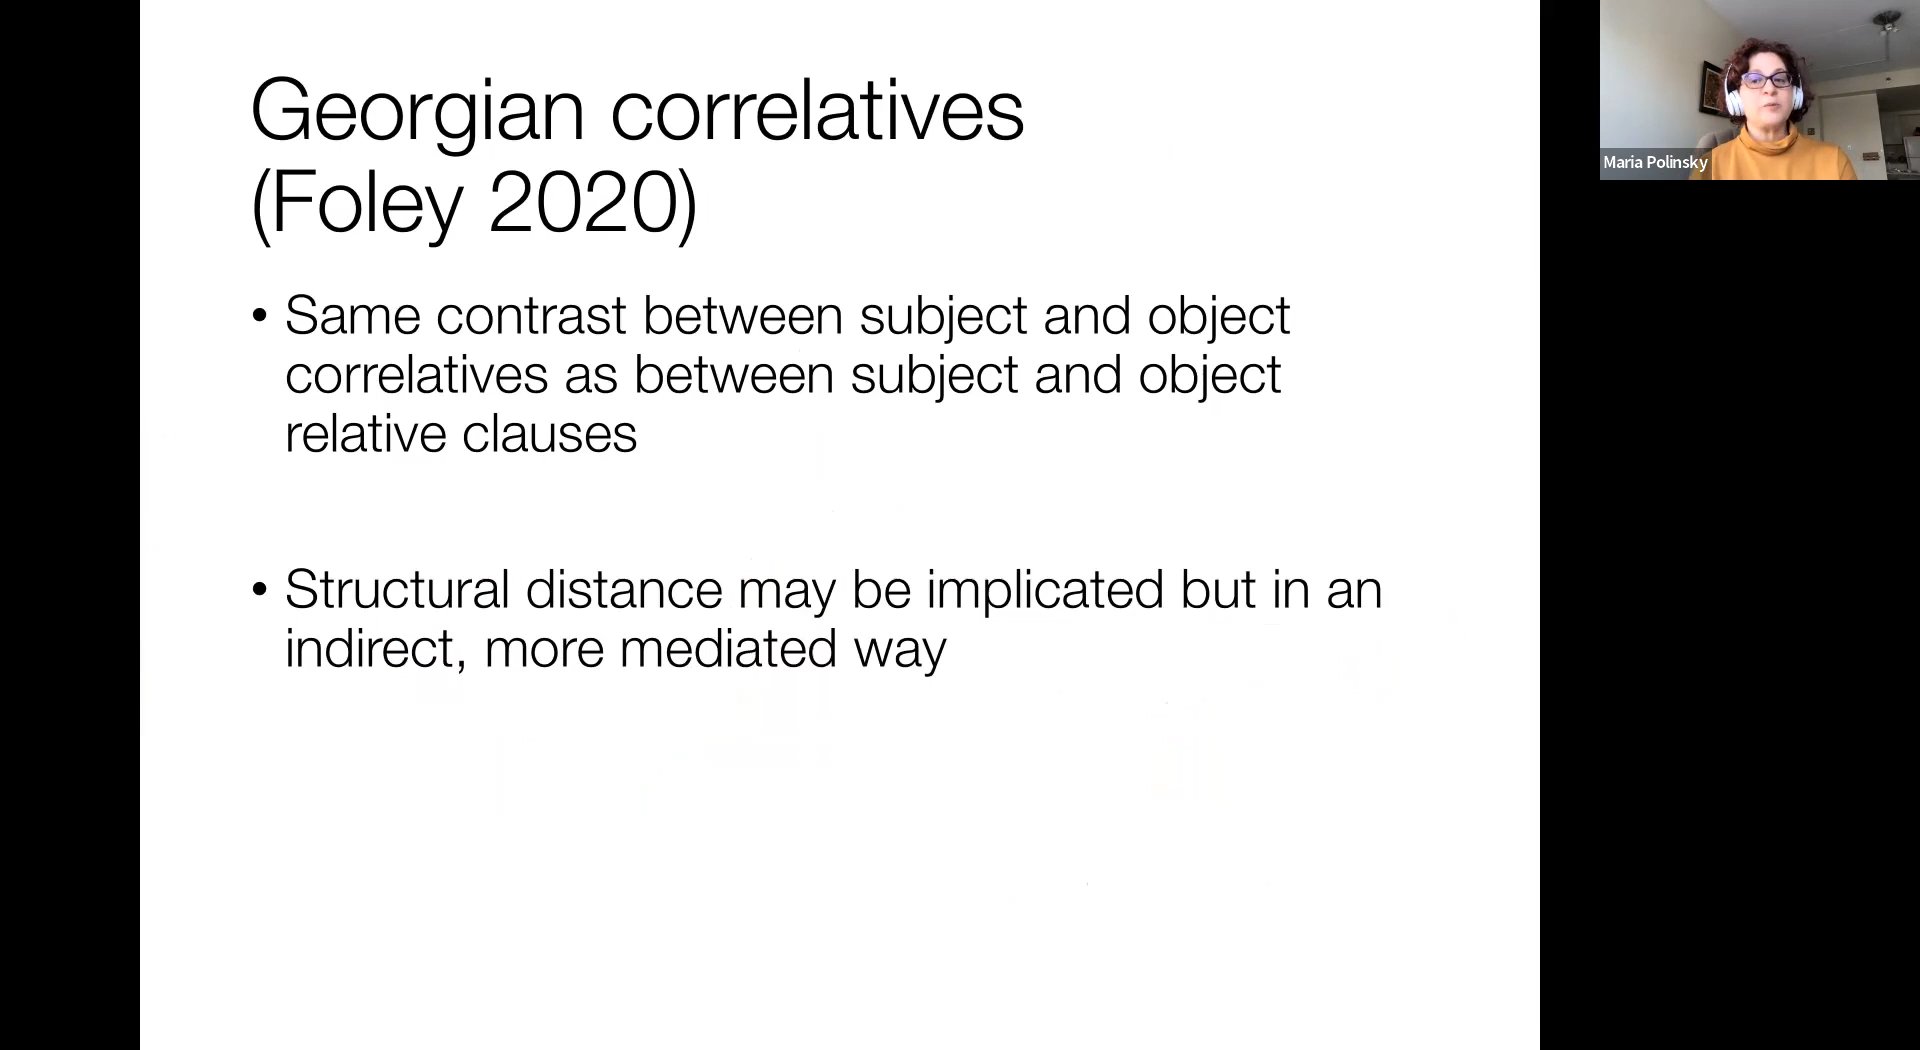 Georgian correlatives
(Foley 2020)
• Same contrast between subject and object
correlatives as between subject and object
relative clauses
• Structural distance may be implicated but in an
indirect, more mediated way
Maria Polinsky